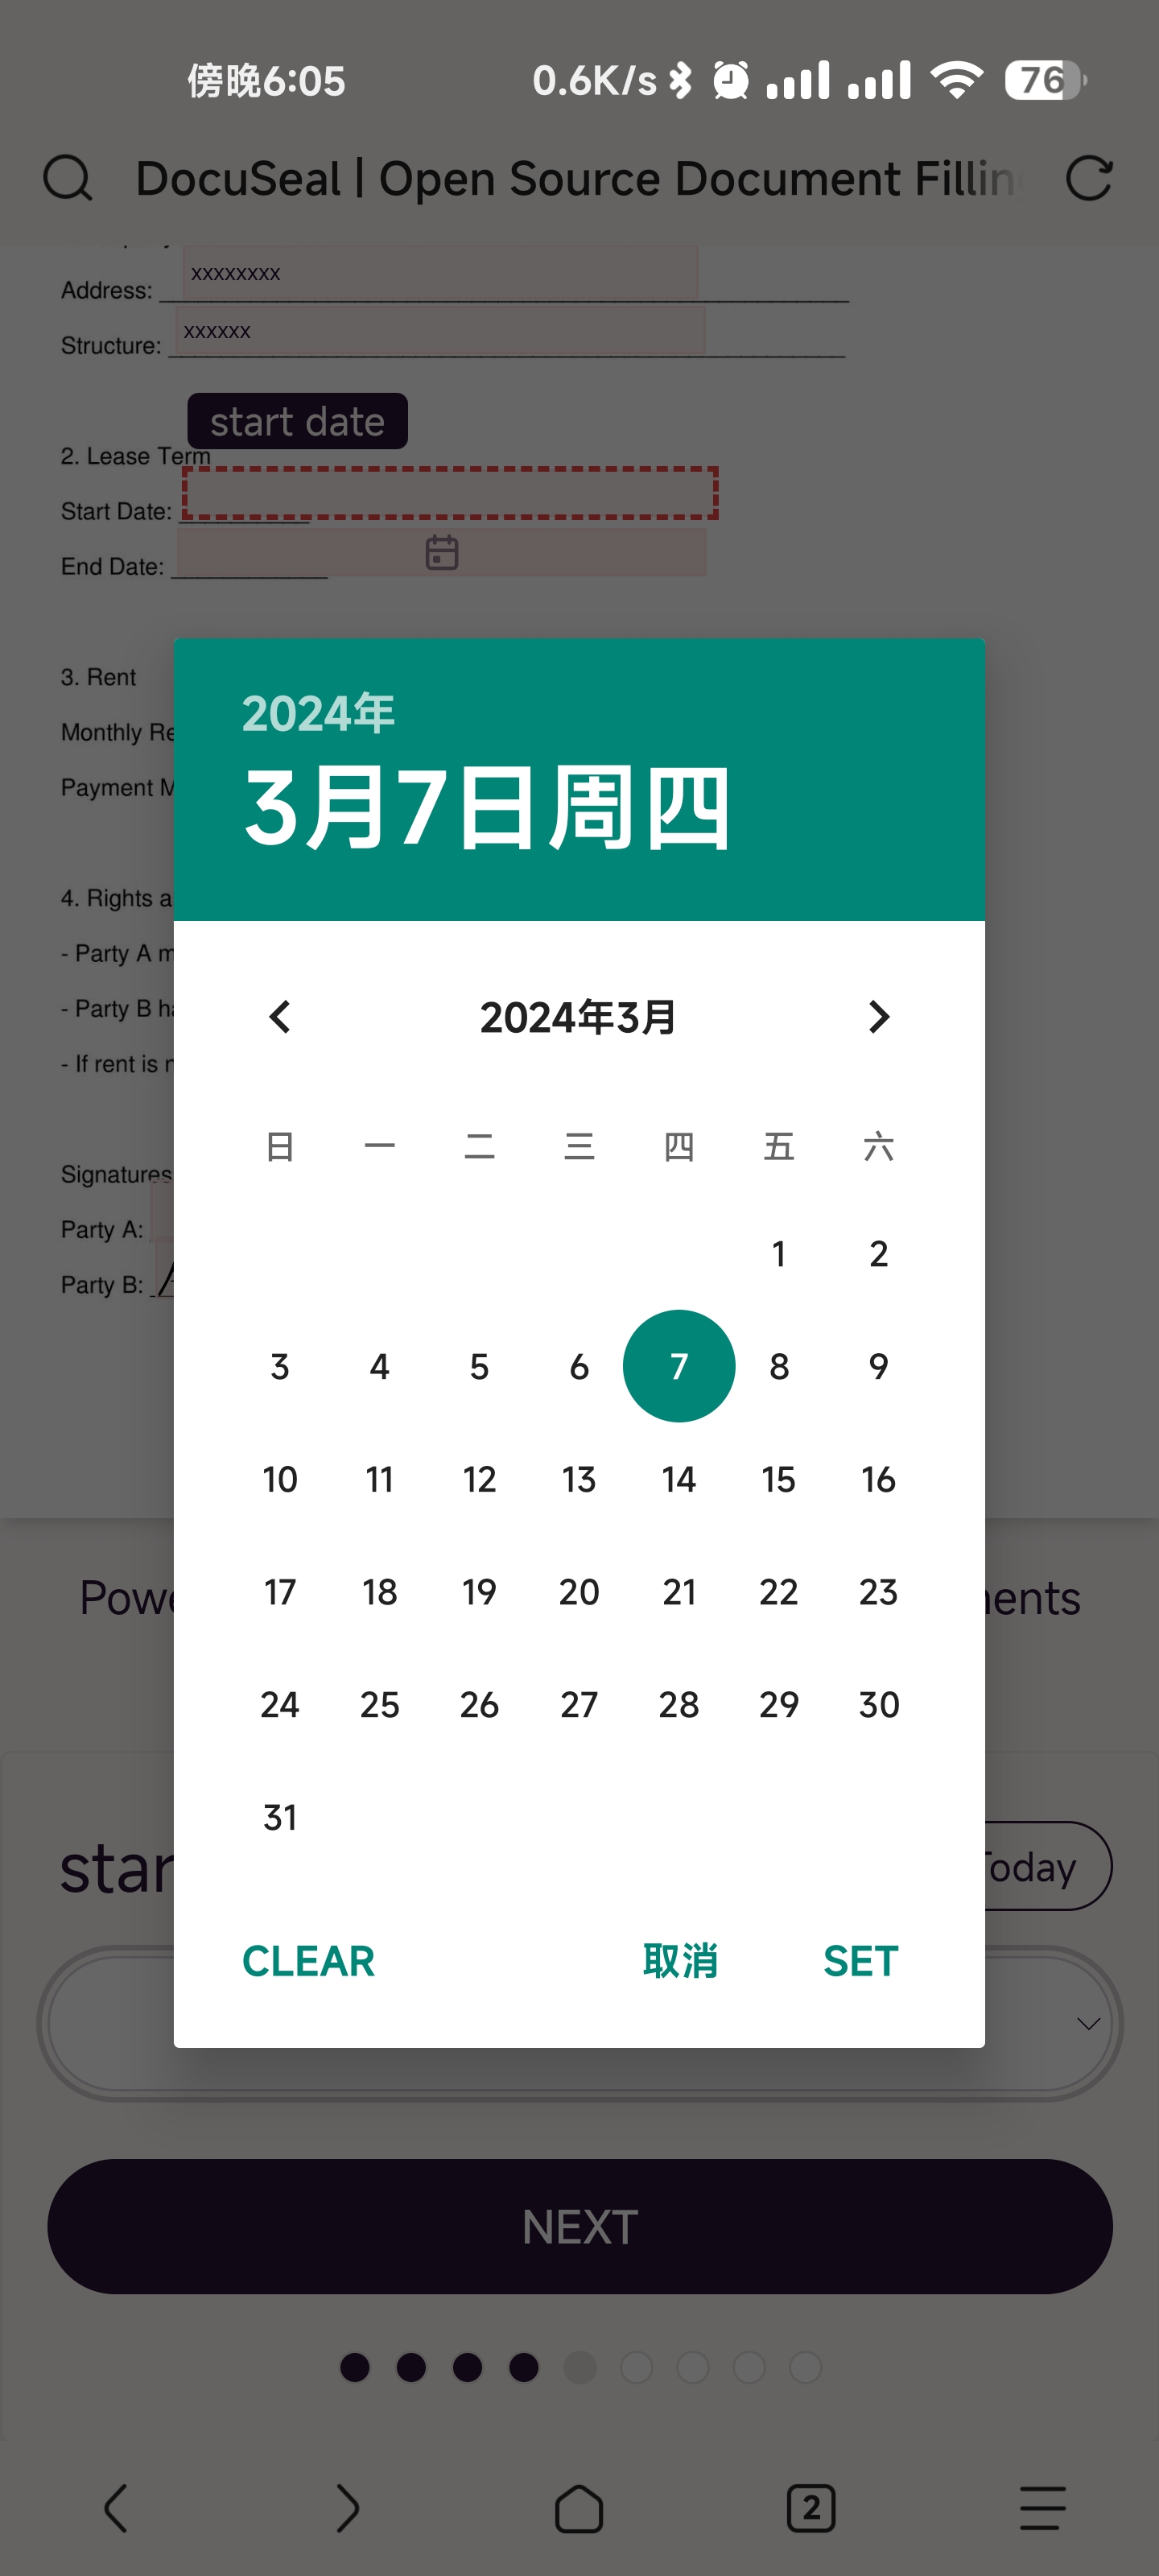 傍晚6:05 0.6K/s 76
DocuSeal | Open Source Document Fillin
Address: xxxxxxxx
Structure: xxxxxx
start date
2. Lease Term
Start Date:
End Date:
3. Rent
Monthly Re
Payment M
4. Rights a
- Party A m
- Party B ha
- If rent is n
Signatures
Party A:
Party B:
2024年
3月7日周四
2024年3月
日 一 二 三 四 五 六
1 2
3 4 5 6 7 8 9
10 11 12 13 14 15 16
17 18 19 20 21 22 23
24 25 26 27 28 29 30
31
CLEAR 取消 SET
Powe ments
star Today
NEXT
2